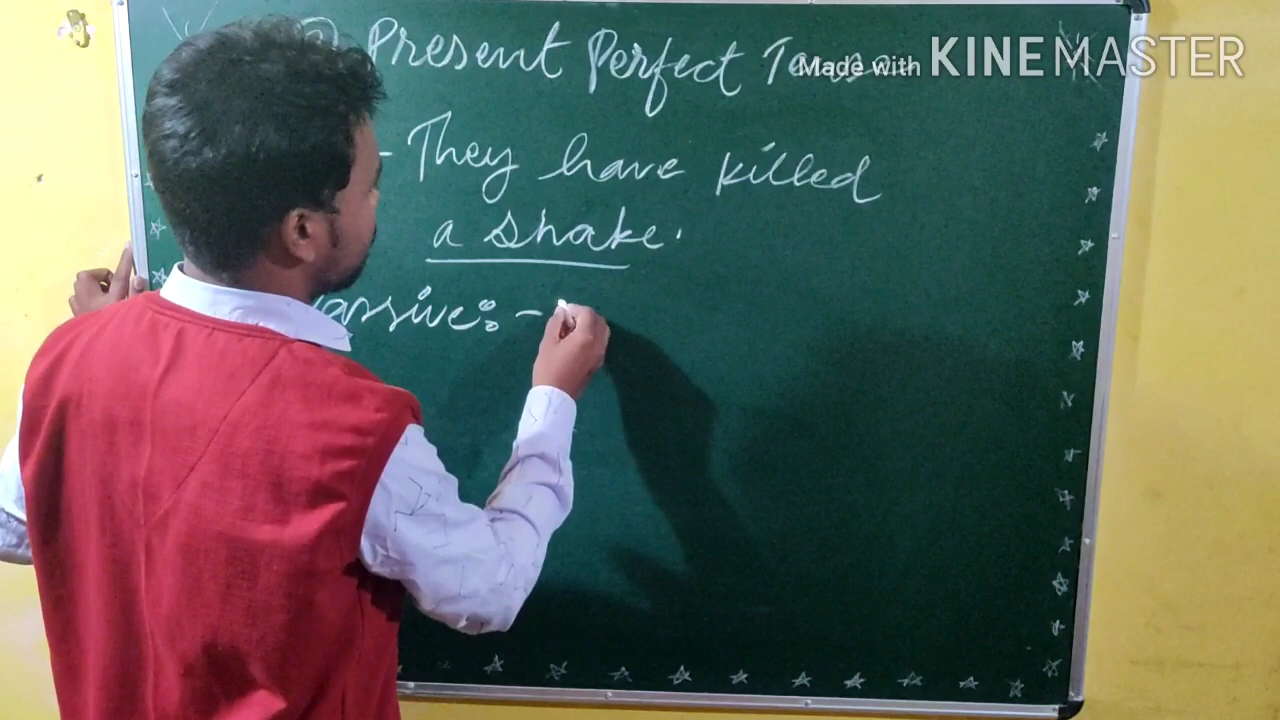 Present Perfect Tense
Made with KINEMASTER
- They have killed
a snake.
Passive:-